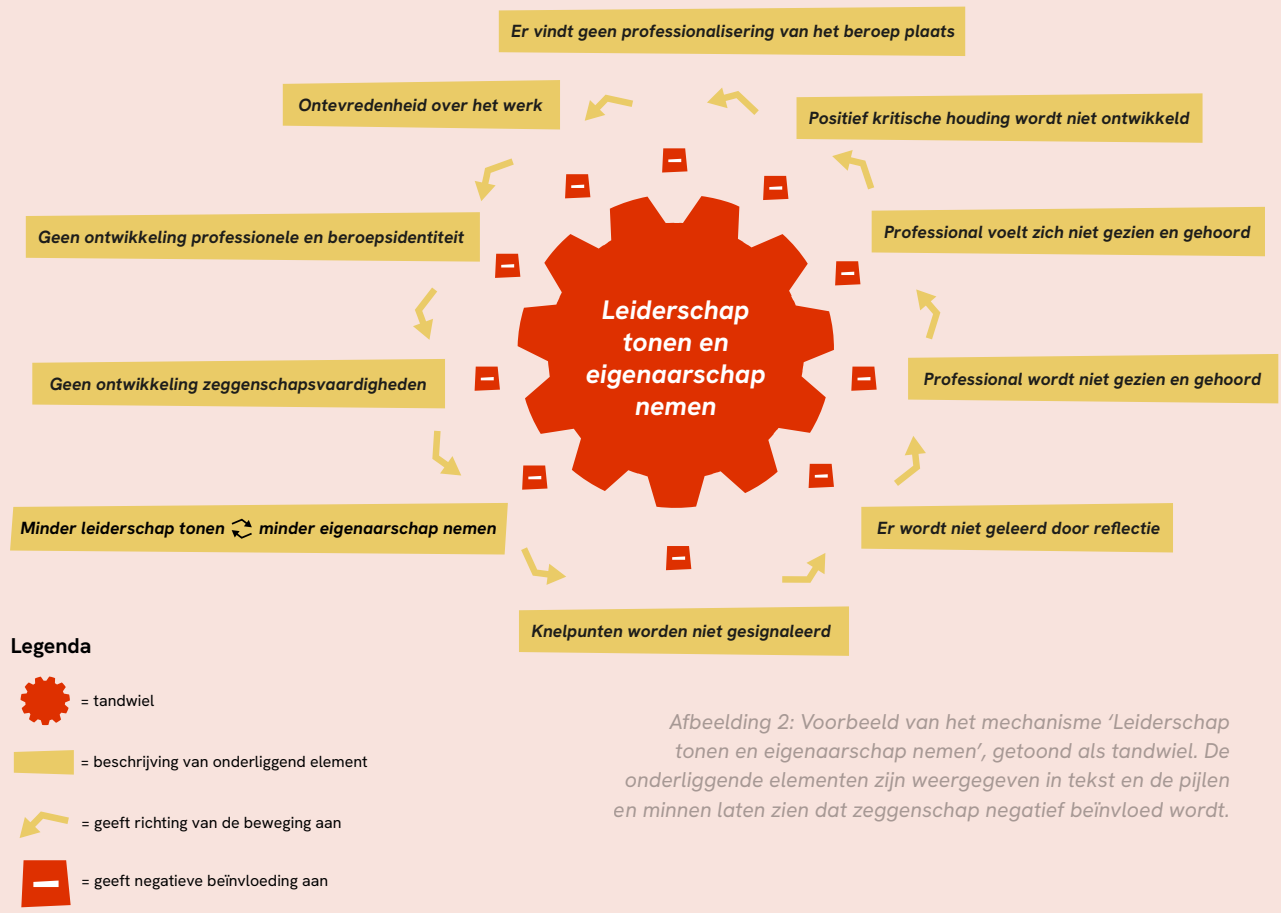 Er vindt geen professionalisering van het beroep plaats
Ontevredenheid over het werk
Positief kritische houding wordt niet ontwikkeld
Geen ontwikkeling professionele en beroepsidentiteit
Professional voelt zich niet gezien en gehoord
Leiderschap
tonen en
eigenaarschap
nemen
Geen ontwikkeling zeggenschapsvaardigheden
Professional wordt niet gezien en gehoord
Minder leiderschap tonen minder eigenaarschap nemen
Er wordt niet geleerd door reflectie
Knelpunten worden niet gesignaleerd
Legenda
= tandwiel
= beschrijving van onderliggend element
= geeft richting van de beweging aan
= geeft negatieve beïnvloeding aan
Afbeelding 2: Voorbeeld van het mechanisme ‘Leiderschap
tonen en eigenaarschap nemen’, getoond als tandwiel. De
onderliggende elementen zijn weergegeven in tekst en de pijlen
en minnen laten zien dat zeggenschap negatief beïnvloed wordt.